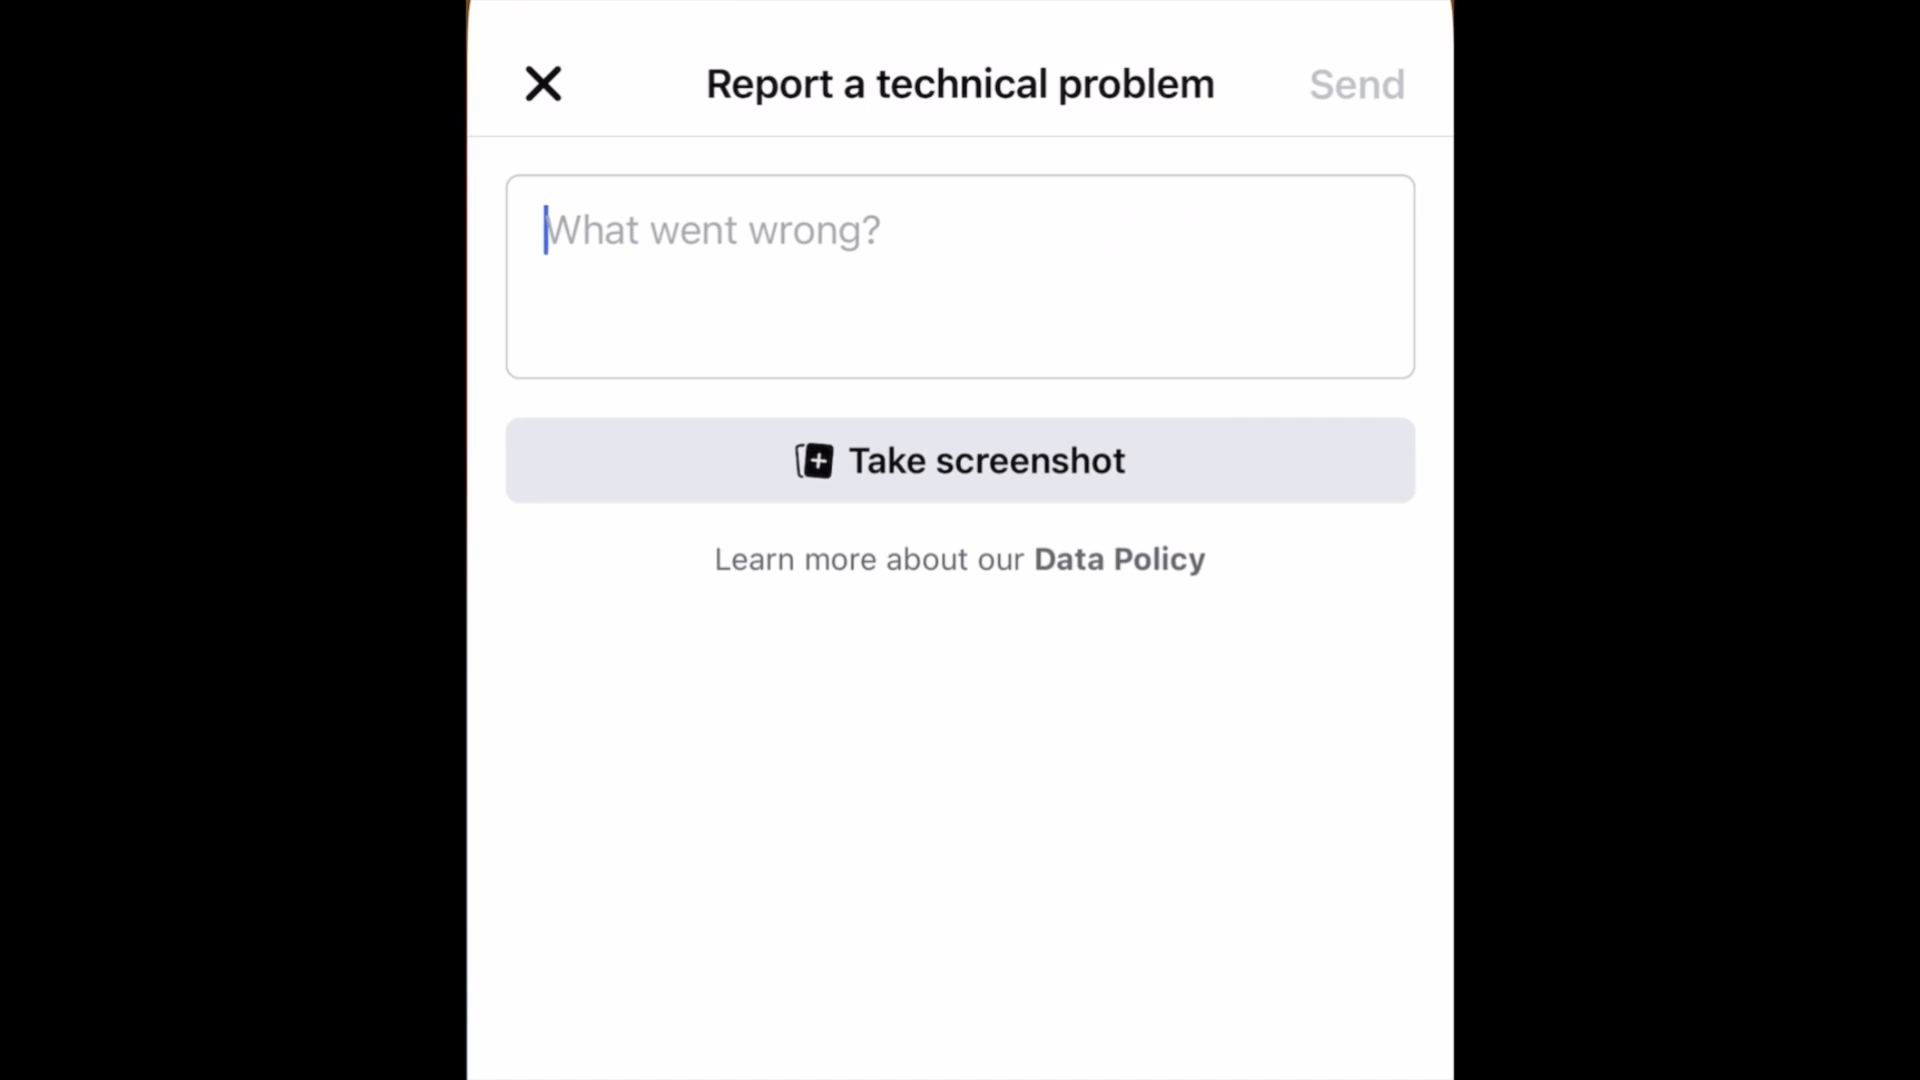 Report a technical problem
Send
What went wrong?
Take screenshot
Learn more about our Data Policy